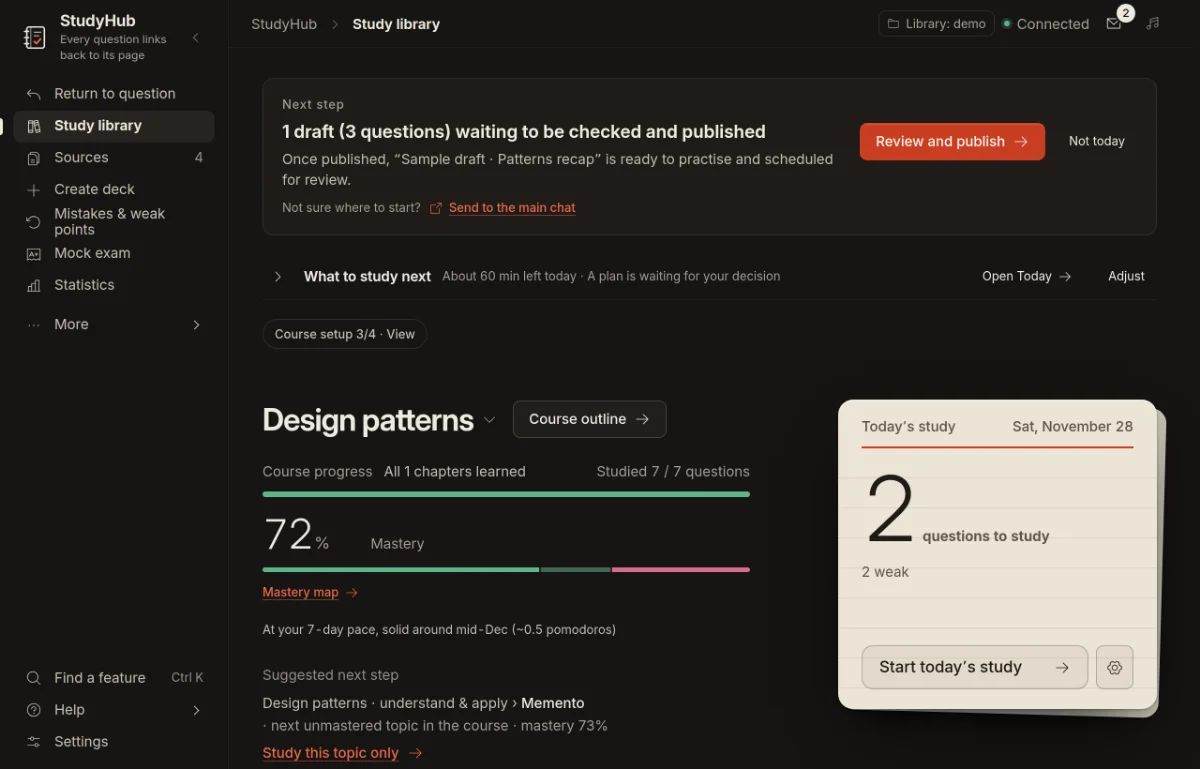 StudyHub
Every question links
back to its page
Return to question
Study library
Sources 4
Create deck
Mistakes & weak
points
Mock exam
Statistics
More
Find a feature Ctrl K
Help
Settings
StudyHub Study library
Library: demo Connected 2
Next step
1 draft (3 questions) waiting to be checked and published
Once published, “Sample draft · Patterns recap” is ready to practise and scheduled
for review.
Not sure where to start? Send to the main chat
Review and publish → Not today
What to study next About 60 min left today · A plan is waiting for your decision Open Today → Adjust
Course setup 3/4 · View
Design patterns Course outline →
Course progress All 1 chapters learned Studied 7 / 7 questions
72% Mastery
Mastery map →
At your 7-day pace, solid around mid-Dec (~0.5 pomodoros)
Suggested next step
Design patterns · understand & apply › Memento
· next unmastered topic in the course · mastery 73%
Study this topic only →
Today’s study Sat, November 28
2 questions to study
2 weak
Start today’s study →